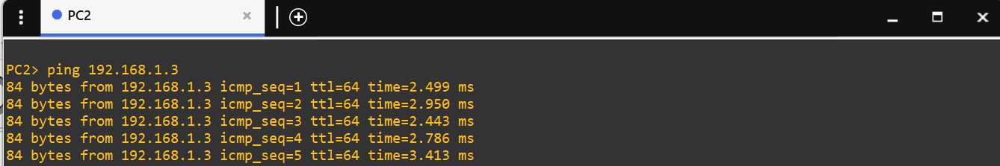 PC2
PC2> ping 192.168.1.3
84 bytes from 192.168.1.3 icmp_seq=1 ttl=64 time=2.499 ms
84 bytes from 192.168.1.3 icmp_seq=2 ttl=64 time=2.950 ms
84 bytes from 192.168.1.3 icmp_seq=3 ttl=64 time=2.443 ms
84 bytes from 192.168.1.3 icmp_seq=4 ttl=64 time=2.786 ms
84 bytes from 192.168.1.3 icmp_seq=5 ttl=64 time=3.413 ms